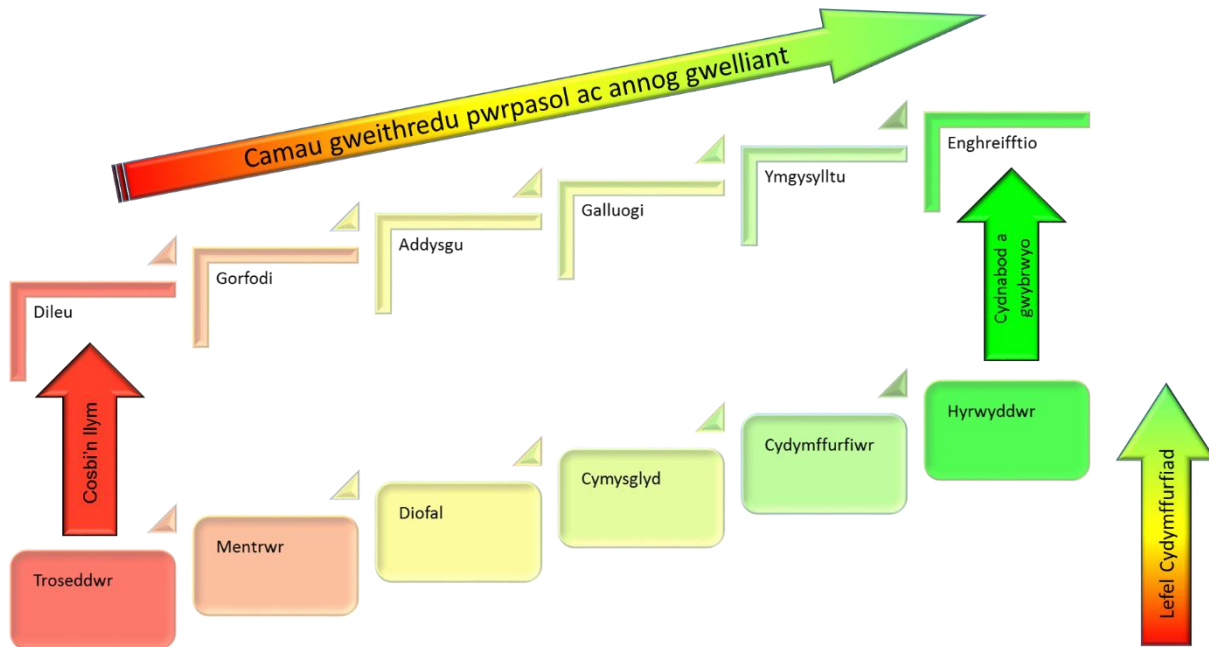 Camau gweithredu pwrpasol ac annog gwelliant
Enghreifftio
Ymgysylltu
Galluogi
Addysgu
Gorfodi
Dileu
Cosbi'n llym
Cydnabod a
gwybrwyo
Hyrwyddwr
Cydymffurfiwr
Cymysglyd
Diofal
Mentrwr
Troseddwr
Lefel Cydymffurfiad